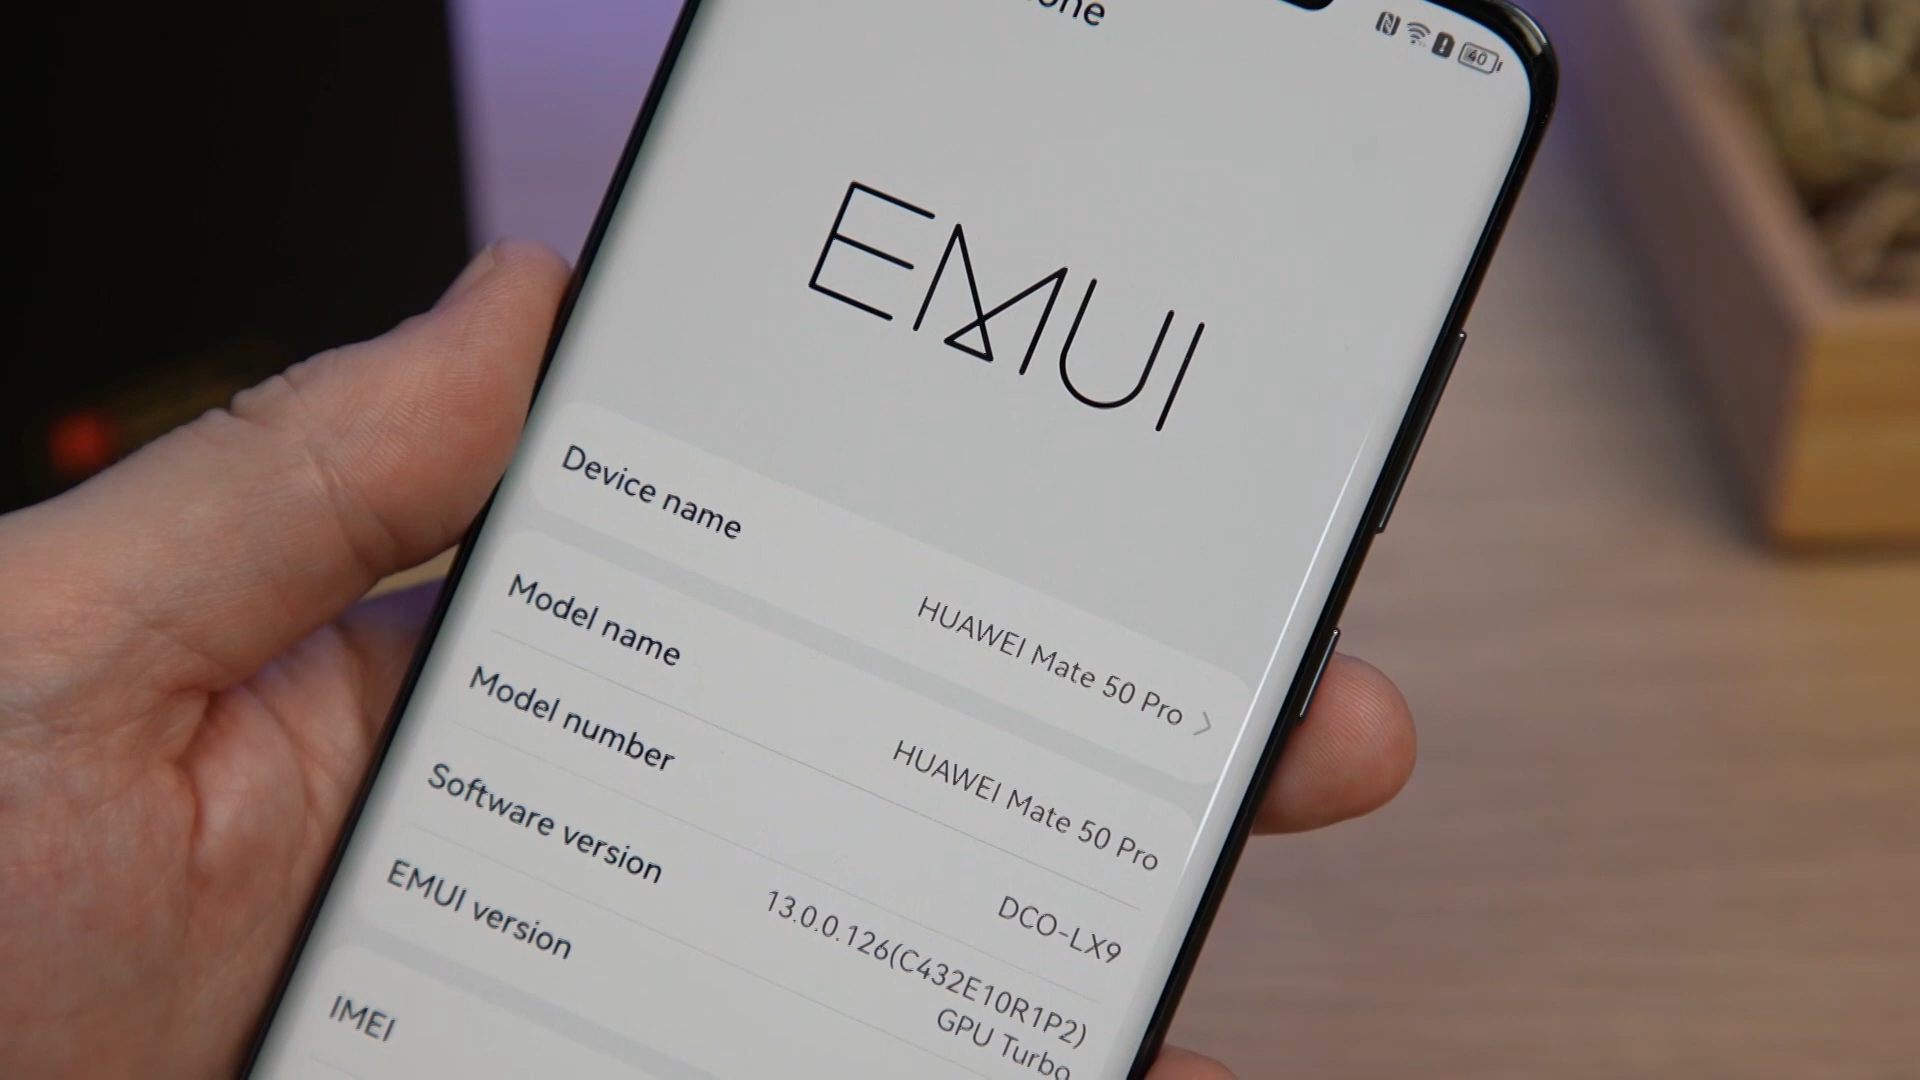 40
EMUI
Device name
HUAWEI Mate 50 Pro
Model name
HUAWEI Mate 50 Pro
Model number
DCO-LX9
Software version
13.0.0.126(C432E10R1P2)
GPU Turbo
EMUI version
IMEI